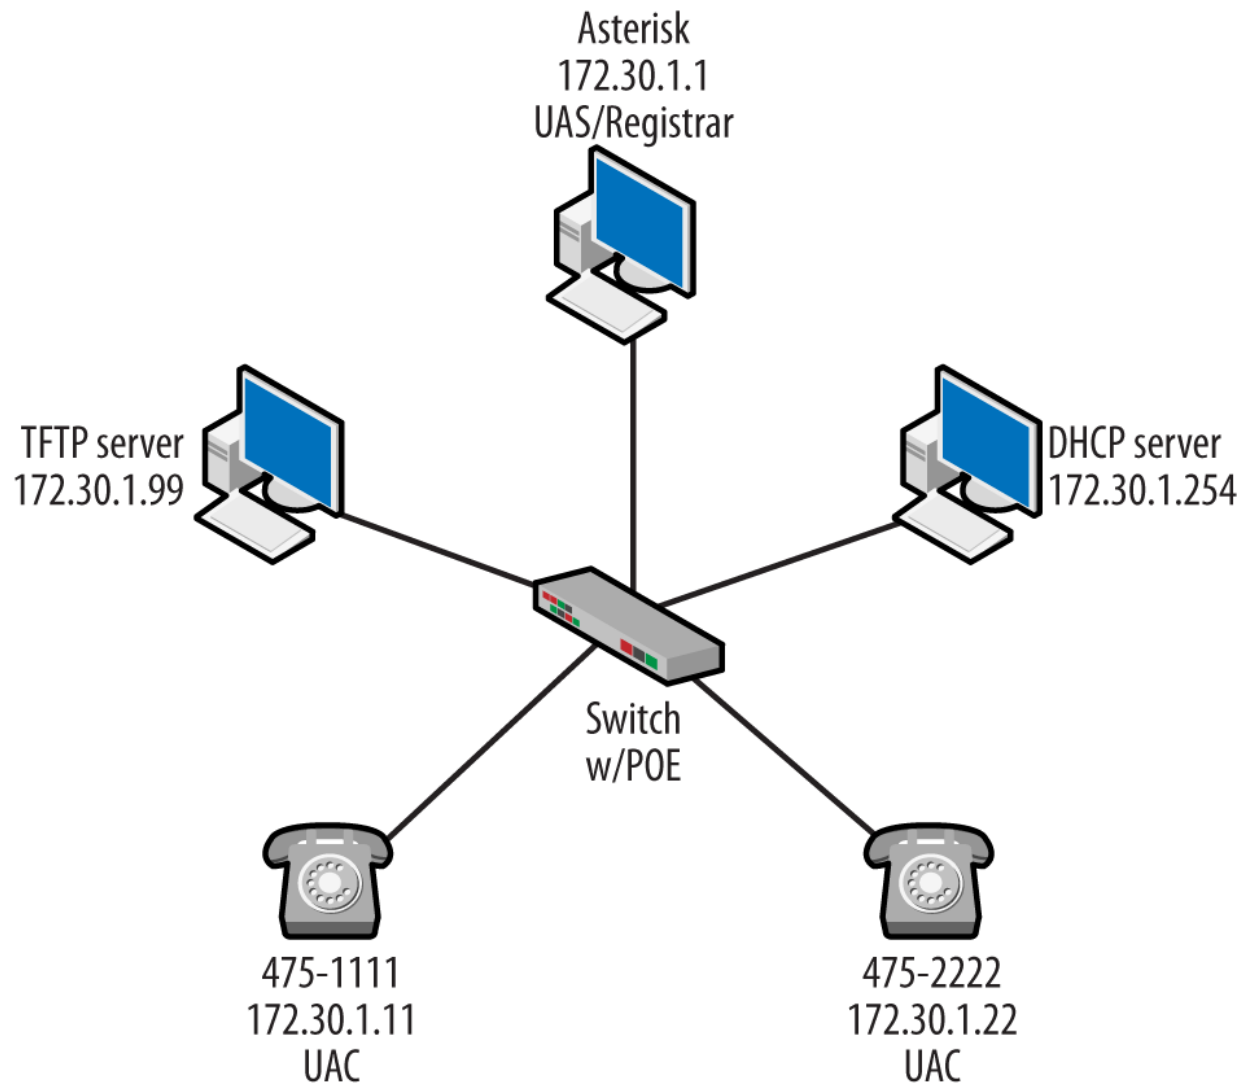 Asterisk
172.30.1.1
UAS/Registrar
TFTP server
172.30.1.99
DHCP server
172.30.1.254
Switch
w/POE
475-1111
172.30.1.11
UAC
475-2222
172.30.1.22
UAC